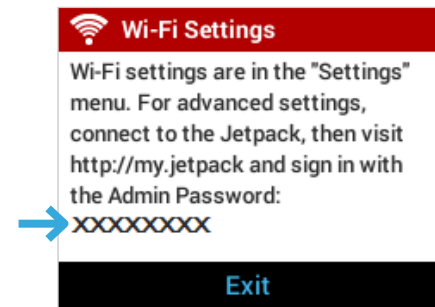 Wi-Fi Settings
Wi-Fi settings are in the "Settings"
menu. For advanced settings,
connect to the Jetpack, then visit
http://my.jetpack and sign in with
the Admin Password:
XXXXXXXX
Exit